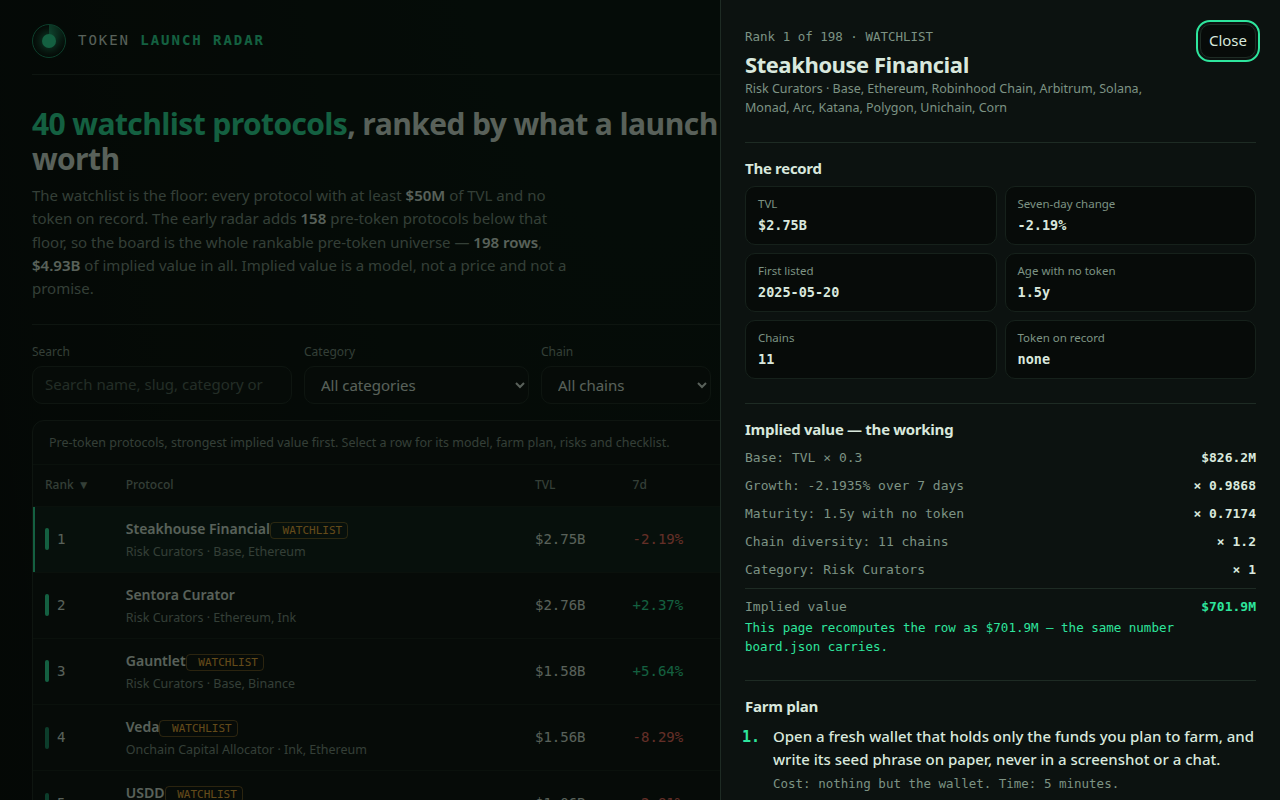 TOKEN LAUNCH RADAR
40 watchlist protocols, ranked by what a launch
worth
The watchlist is the floor: every protocol with at least $50M of TVL and no
token on record. The early radar adds 158 pre-token protocols below that
floor, so the board is the whole rankable pre-token universe — 198 rows,
$4.93B of implied value in all. Implied value is a model, not a price and not a
promise.
Search
Category
Chain
Search name, slug, category or
All categories
All chains
Pre-token protocols, strongest implied value first. Select a row for its model, farm plan, risks and checklist.
Rank ▼ Protocol TVL 7d
1 Steakhouse Financial WATCHLIST $2.75B -2.19%
Risk Curators · Base, Ethereum
2 Sentora Curator $2.76B +2.37%
Risk Curators · Ethereum, Ink
3 Gauntlet WATCHLIST $1.58B +5.64%
Risk Curators · Base, Binance
4 Veda WATCHLIST $1.56B -8.29%
Onchain Capital Allocator · Ink, Ethereum
USDD WATCHLIST
Rank 1 of 198 · WATCHLIST
Close
Steakhouse Financial
Risk Curators · Base, Ethereum, Robinhood Chain, Arbitrum, Solana,
Monad, Arc, Katana, Polygon, Unichain, Corn
The record
TVL
$2.75B
Seven-day change
-2.19%
First listed
2025-05-20
Age with no token
1.5y
Chains
11
Token on record
none
Implied value — the working
Base: TVL × 0.3 $826.2M
Growth: -2.1935% over 7 days × 0.9868
Maturity: 1.5y with no token × 0.7174
Chain diversity: 11 chains × 1.2
Category: Risk Curators × 1
Implied value $701.9M
This page recomputes the row as $701.9M — the same number
board.json carries.
Farm plan
1. Open a fresh wallet that holds only the funds you plan to farm, and
write its seed phrase on paper, never in a screenshot or a chat.
Cost: nothing but the wallet. Time: 5 minutes.